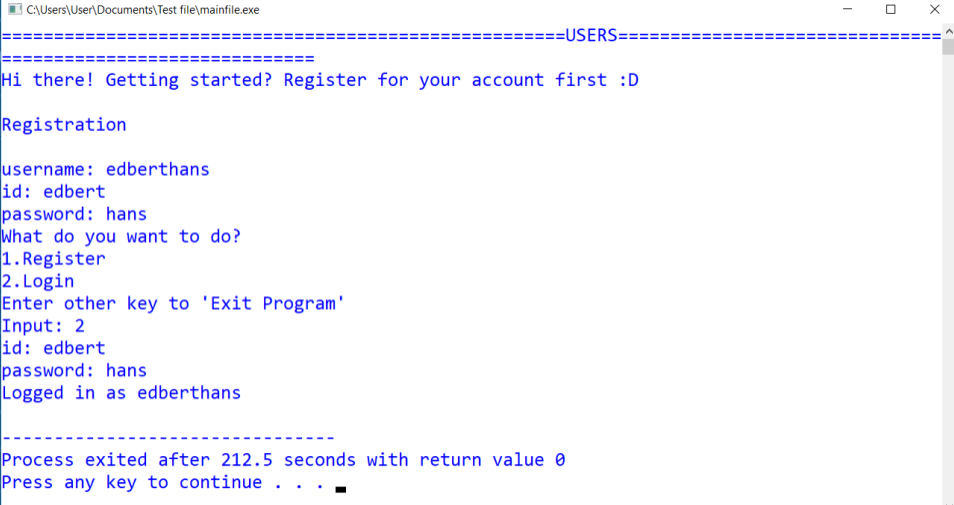 C:\Users\User\Documents\Test file\mainfile.exe
======================================================USERS===============================
==============================
Hi there! Getting started? Register for your account first :D
Registration
username: edberthans
id: edbert
password: hans
What do you want to do?
1.Register
2.Login
Enter other key to 'Exit Program'
Input: 2
id: edbert
password: hans
Logged in as edberthans
--------------------------------
Process exited after 212.5 seconds with return value 0
Press any key to continue . . .